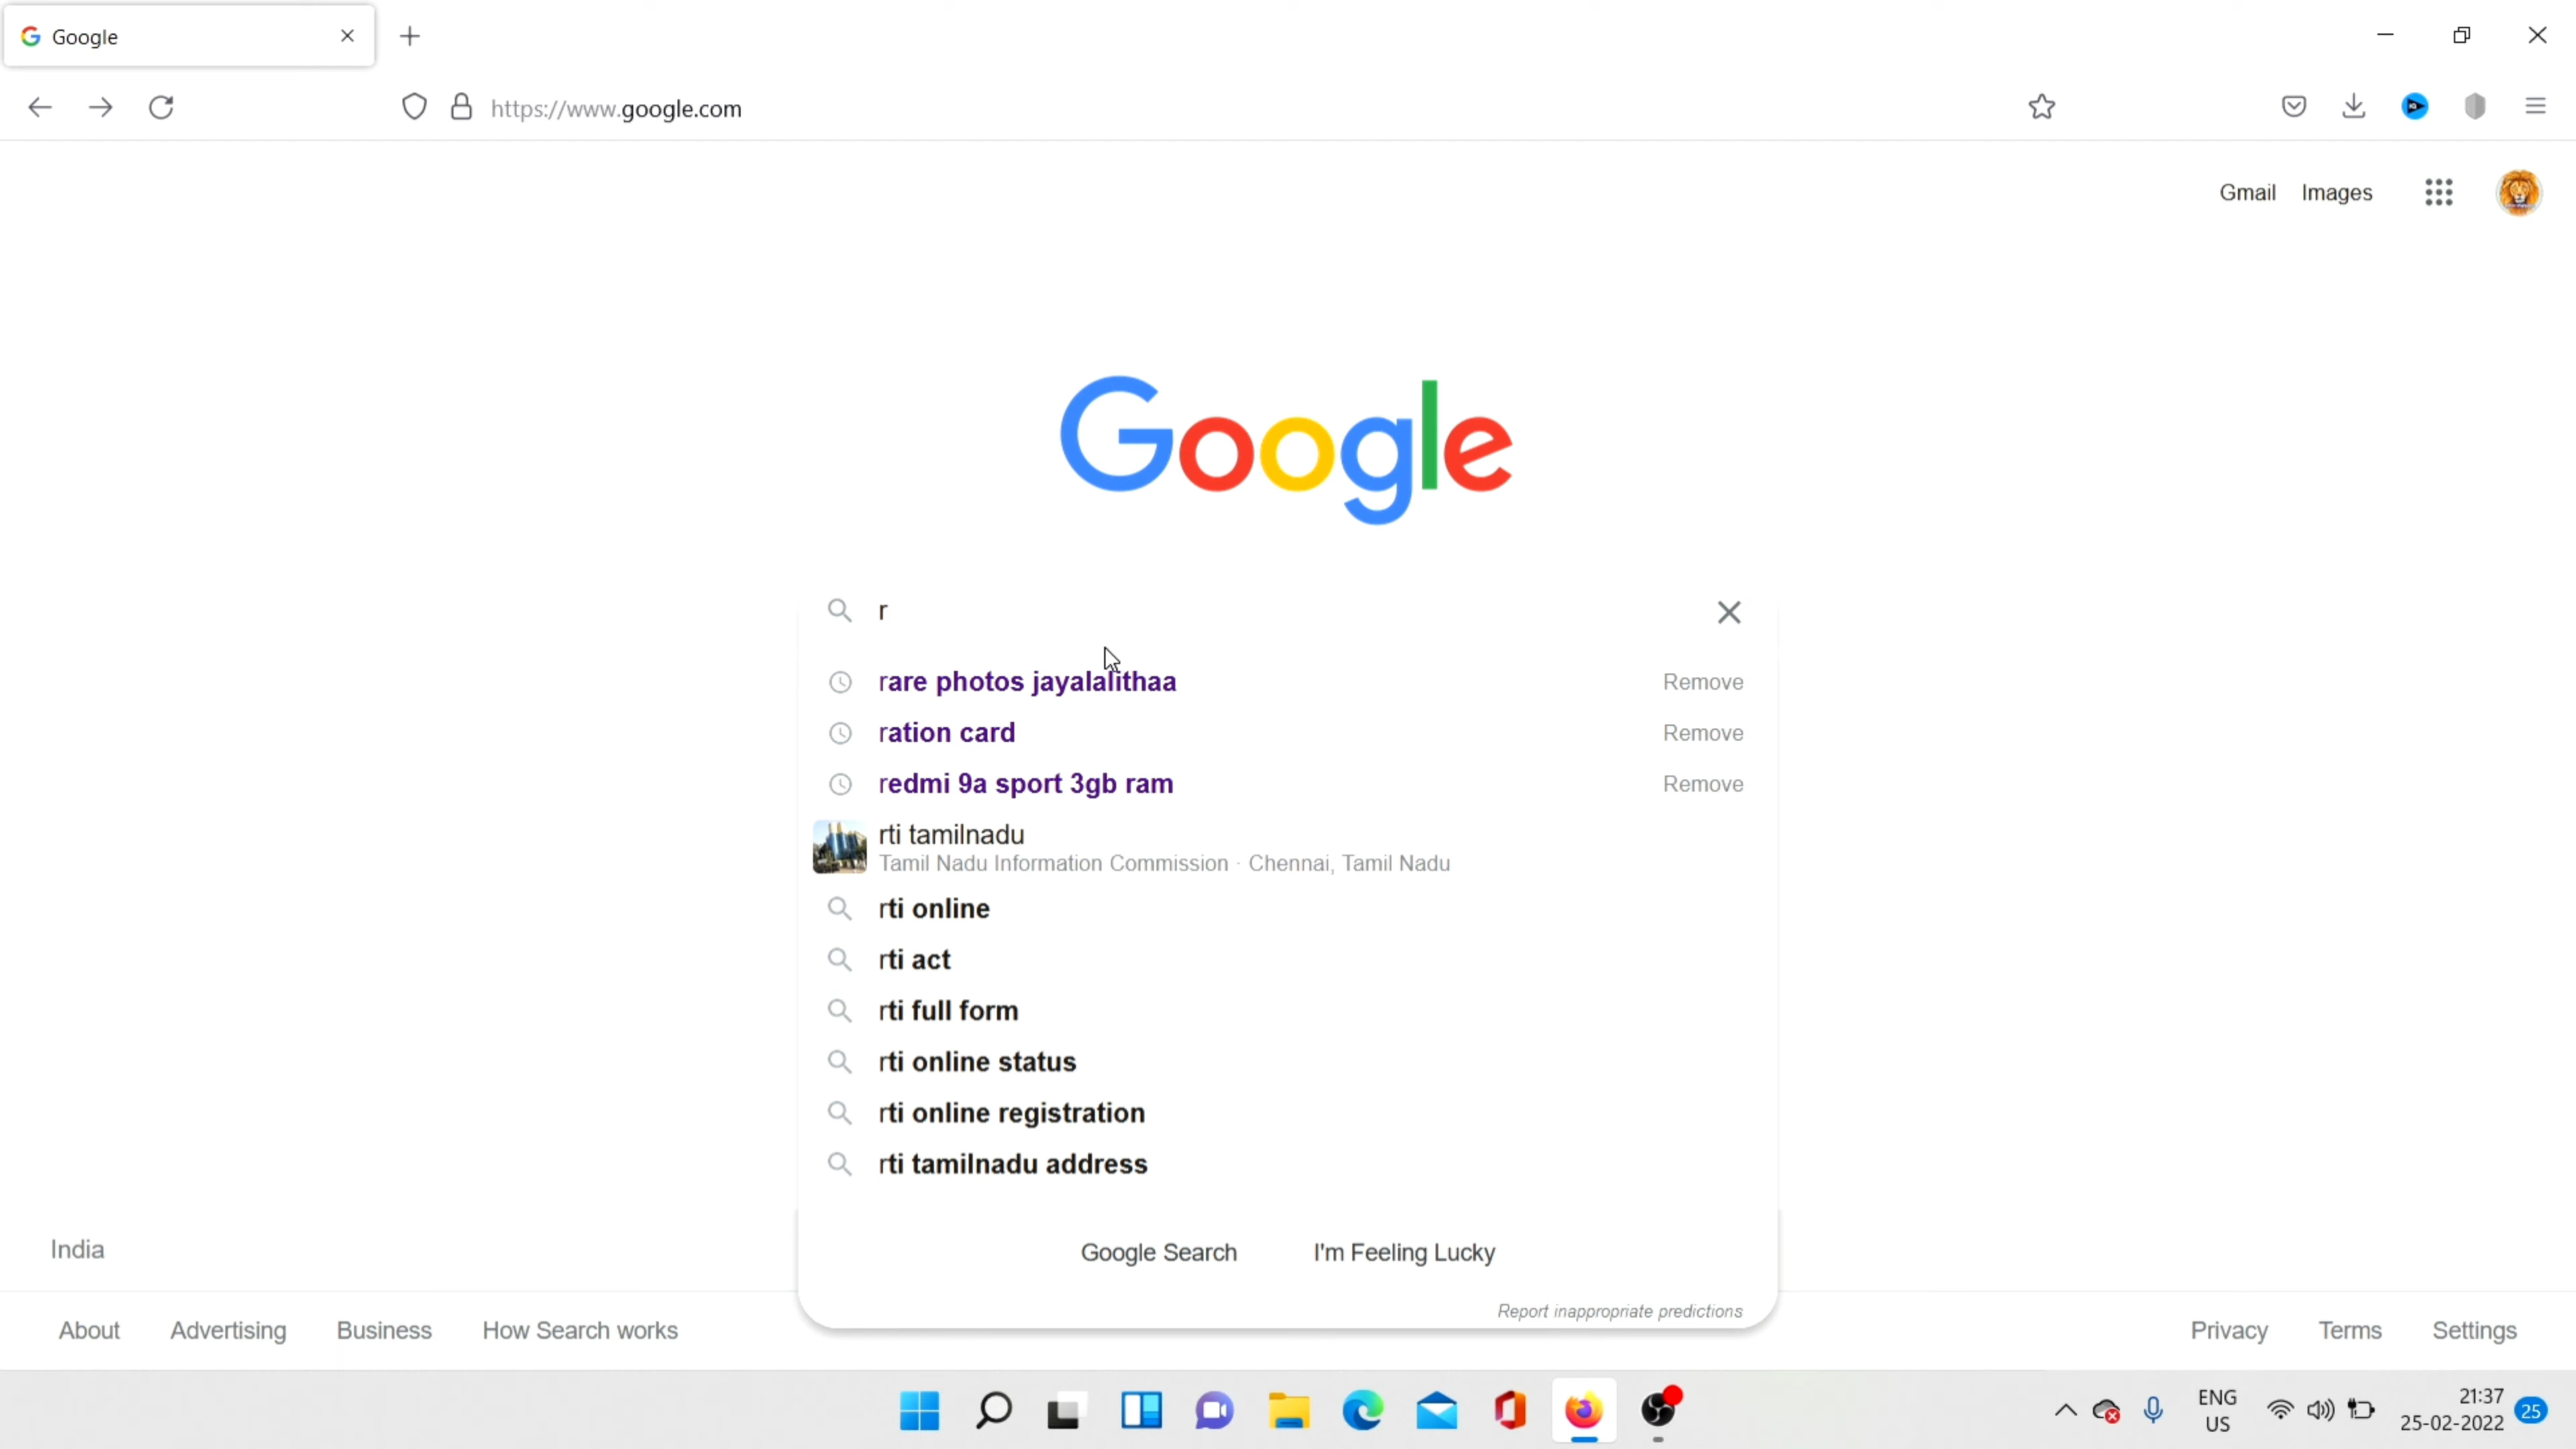 Google
https://www.google.com
Gmail Images
Google
r
rare photos jayalalithaa Remove
ration card Remove
redmi 9a sport 3gb ram Remove
rti tamilnadu
Tamil Nadu Information Commission · Chennai, Tamil Nadu
rti online
rti act
rti full form
rti online status
rti online registration
rti tamilnadu address
Google Search I'm Feeling Lucky
Report inappropriate predictions
India
About Advertising Business How Search works Privacy Terms Settings
ENG 21:37
US 25-02-2022 25